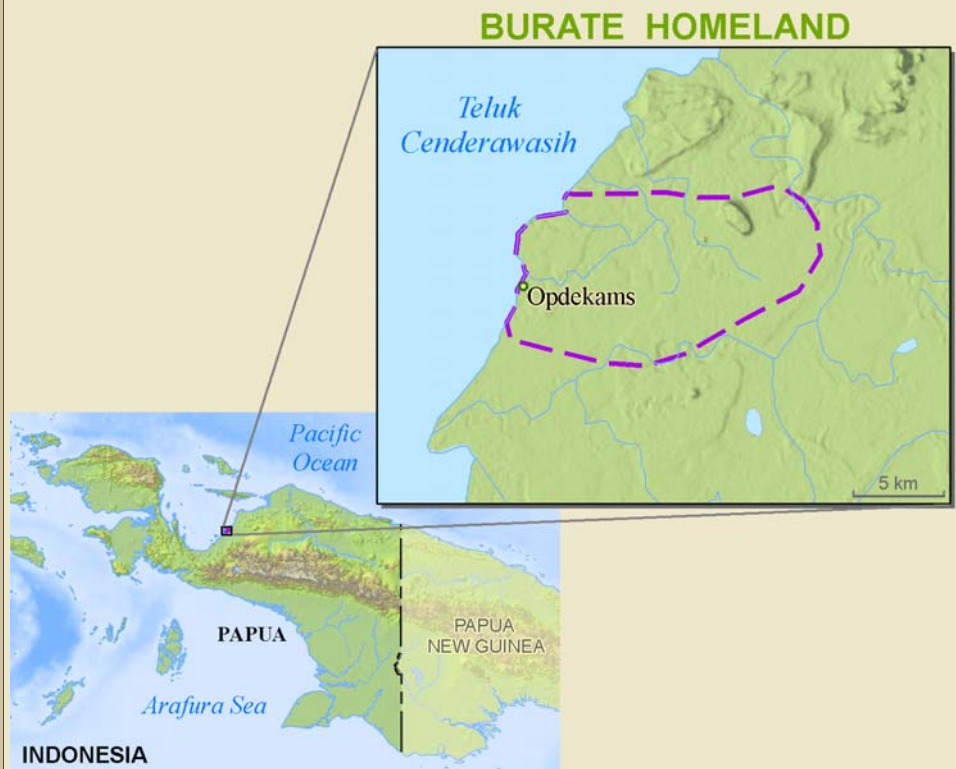 BURATE HOMELAND
Teluk
Cenderawasih
Opdekams
5 km
Pacific
Ocean
PAPUA
PAPUA
NEW GUINEA
Arafura Sea
INDONESIA